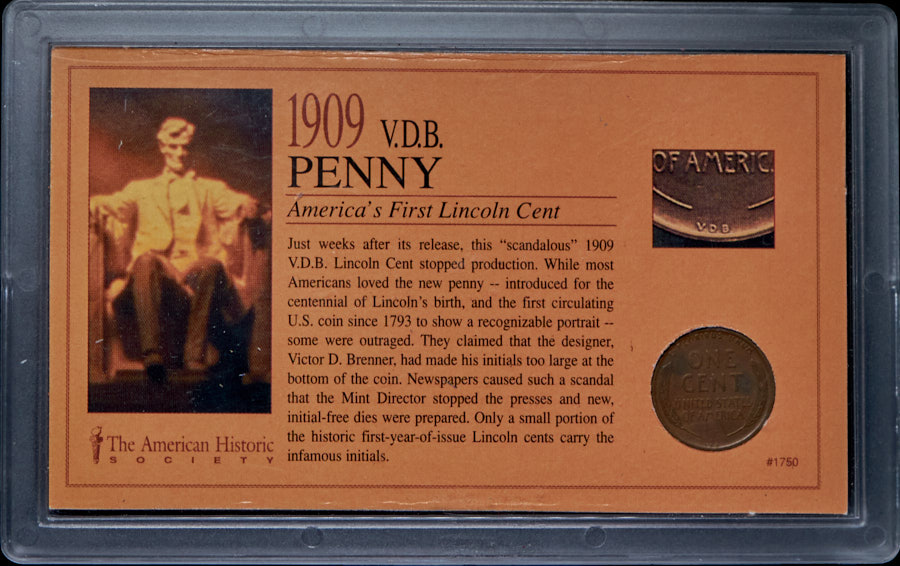 1909 V.D.B.
PENNY
America's First Lincoln Cent
Just weeks after its release, this “scandalous” 1909
V.D.B. Lincoln Cent stopped production. While most
Americans loved the new penny -- introduced for the
centennial of Lincoln's birth, and the first circulating
U.S. coin since 1793 to show a recognizable portrait --
some were outraged. They claimed that the designer,
Victor D. Brenner, had made his initials too large at the
bottom of the coin. Newspapers caused such a scandal
that the Mint Director stopped the presses and new,
initial-free dies were prepared. Only a small portion of
the historic first-year-of-issue Lincoln cents carry the
infamous initials.
The American Historic
SOCIETY
OF AMERIC
V.D.B
ONE
CENT
UNITED STATES
OF AMERICA
#1750